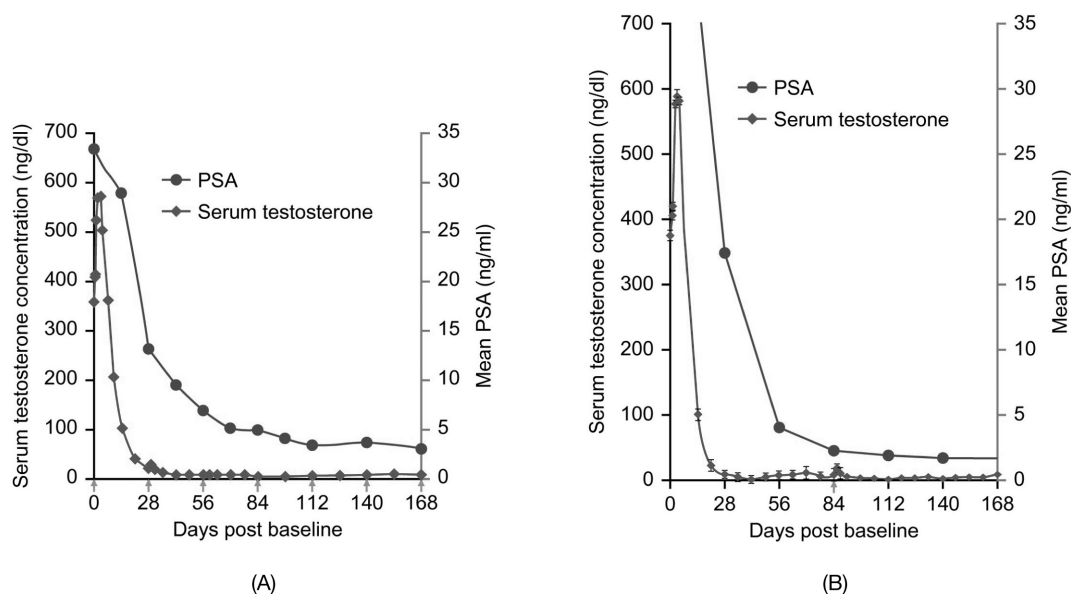 700
600
500
400
300
200
100
0
Serum testosterone concentration (ng/dl)
PSA
Serum testosterone
35
30
25
20
15
10
5
0
Mean PSA (ng/ml)
0 28 56 84 112 140 168
Days post baseline
(A)
700
600
500
400
300
200
100
0
Serum testosterone concentration (ng/dl)
PSA
Serum testosterone
35
30
25
20
15
10
5
0
Mean PSA (ng/ml)
0 28 56 84 112 140 168
Days post baseline
(B)